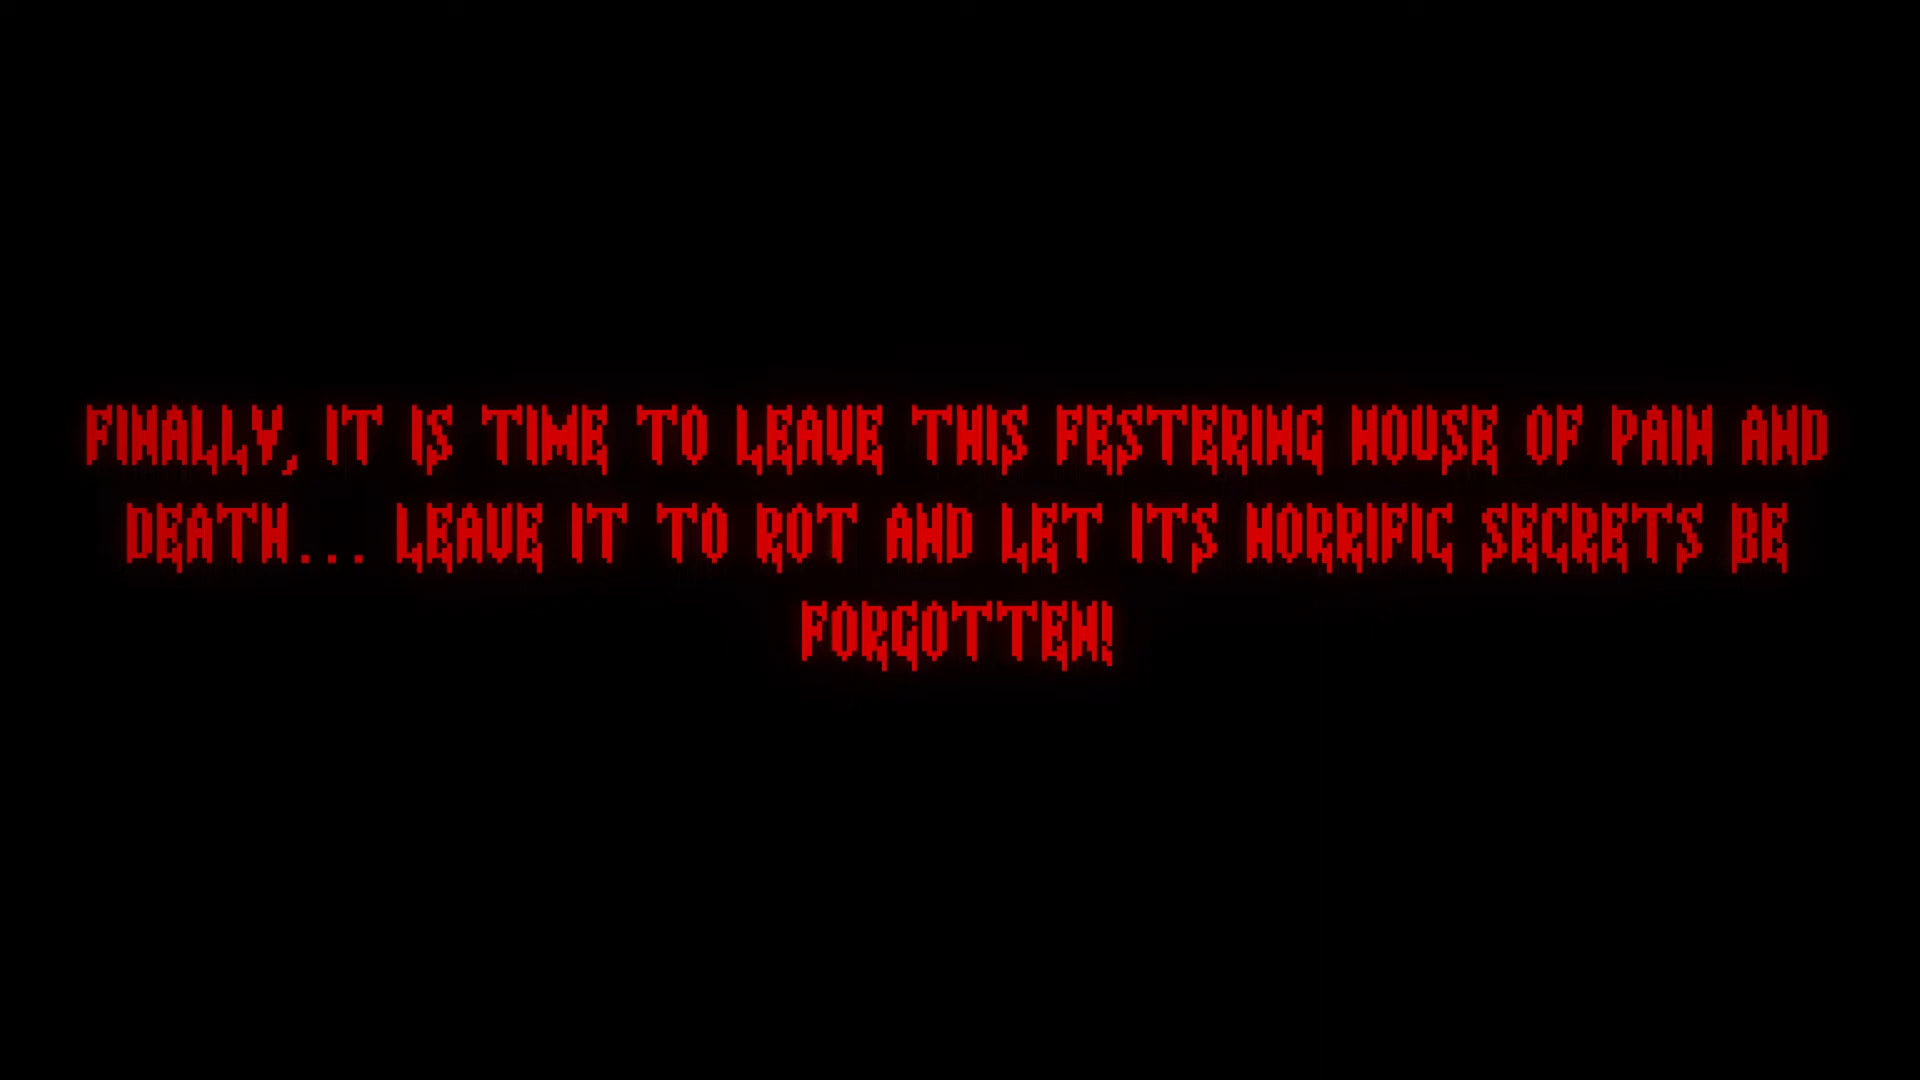 FINALLY, IT IS TIME TO LEAVE THIS FESTERING HOUSE OF PAIN AND
DEATH... LEAVE IT TO ROT AND LET ITS HORRIFIC SECRETS BE
FORGOTTEN!